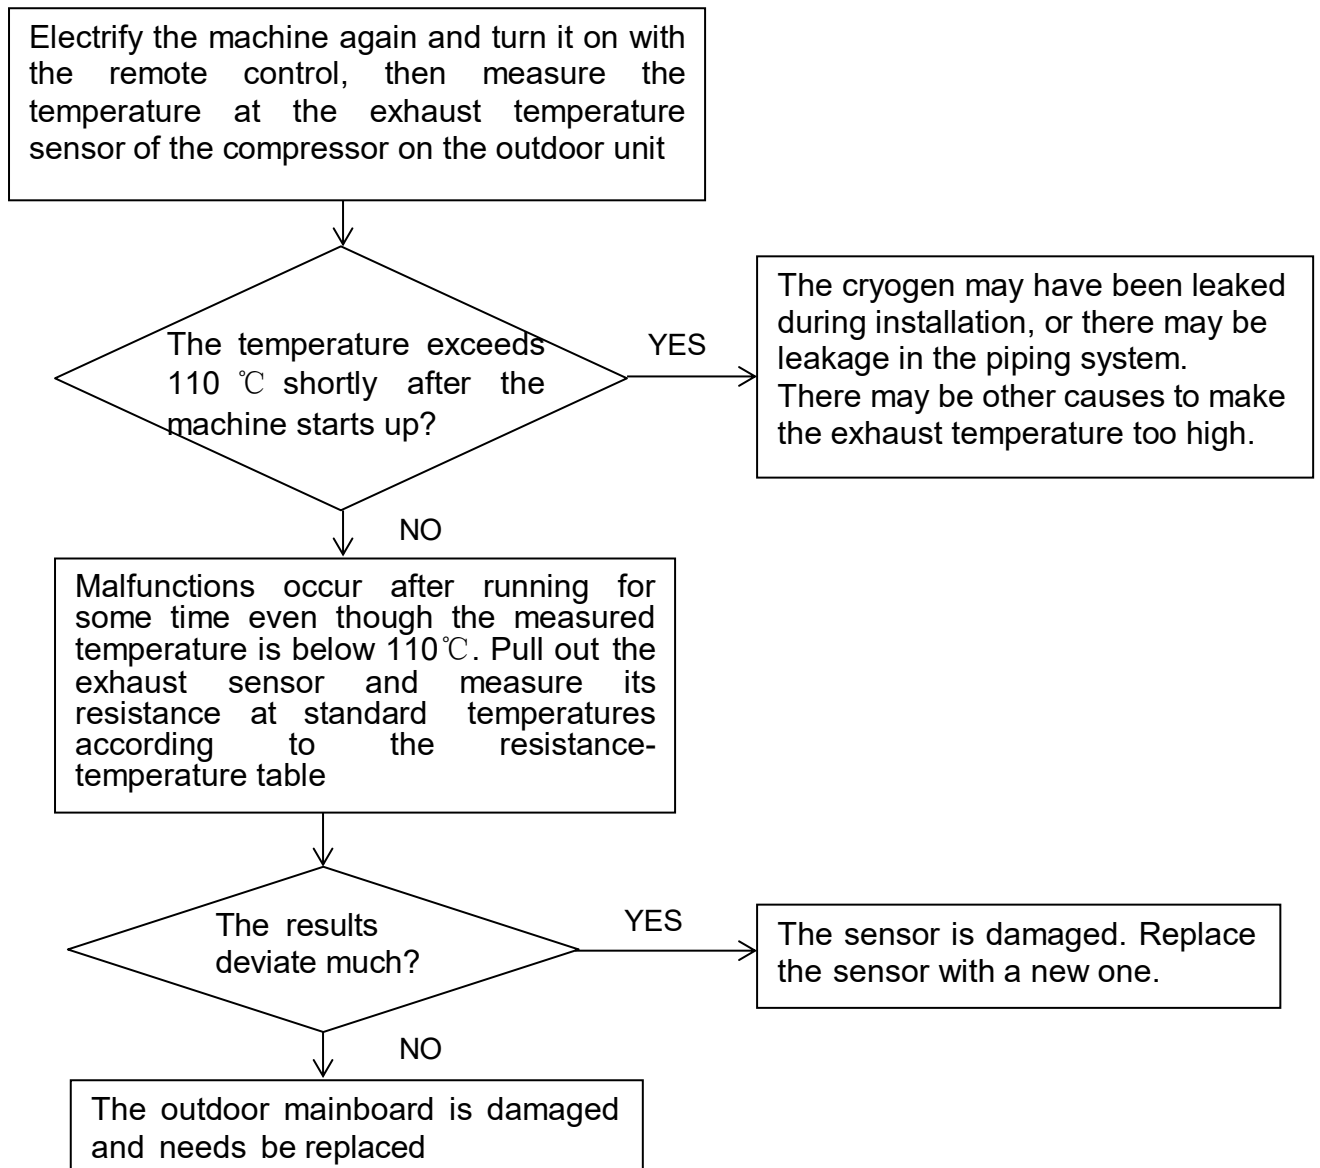 Electrify the machine again and turn it on with
the remote control, then measure the
temperature at the exhaust temperature
sensor of the compressor on the outdoor unit
The temperature exceeds
110 ℃ shortly after the
machine starts up?
YES
The cryogen may have been leaked
during installation, or there may be
leakage in the piping system.
There may be other causes to make
the exhaust temperature too high.
NO
Malfunctions occur after running for
some time even though the measured
temperature is below 110℃. Pull out the
exhaust sensor and measure its
resistance at standard temperatures
according to the resistance-
temperature table
The results
deviate much?
YES
The sensor is damaged. Replace
the sensor with a new one.
NO
The outdoor mainboard is damaged
and needs be replaced